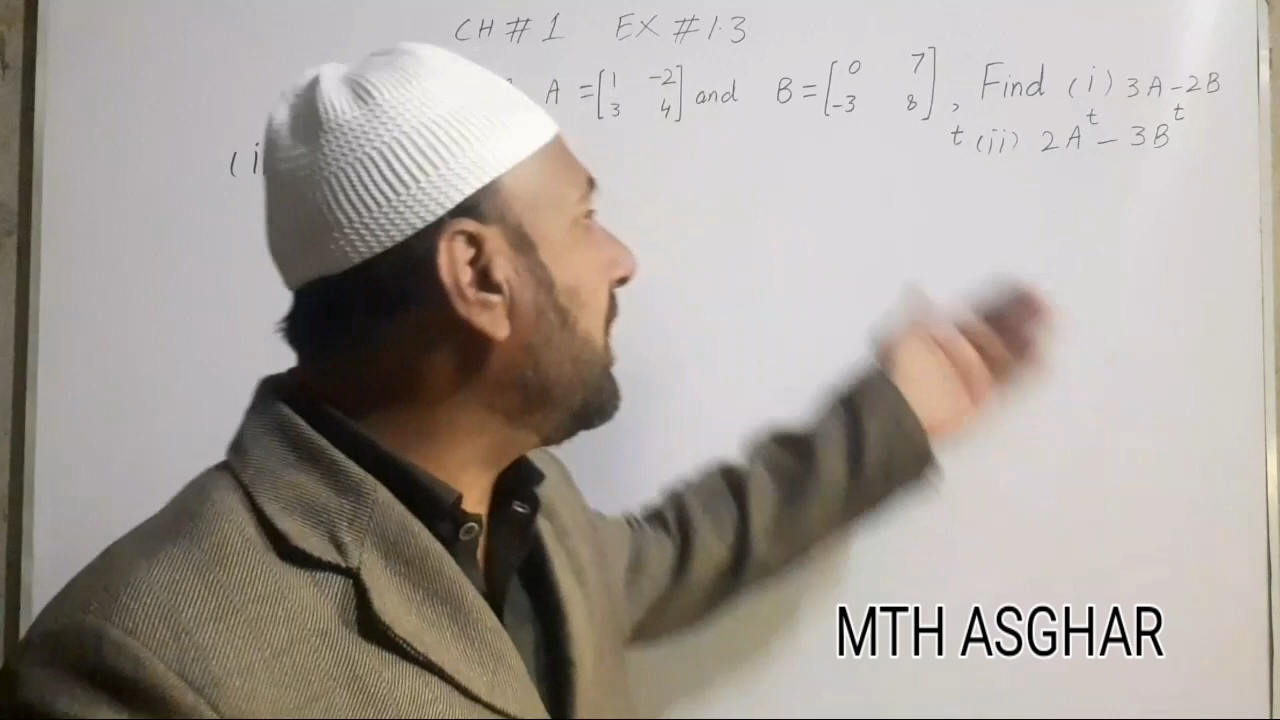 CH # 1 EX # 1.3
A = [1 -2 3 4] and B = [0 7 -3 8], Find (i) 3A - 2B
t (ii) 2A^t - 3B^t
(i
MTH ASGHAR